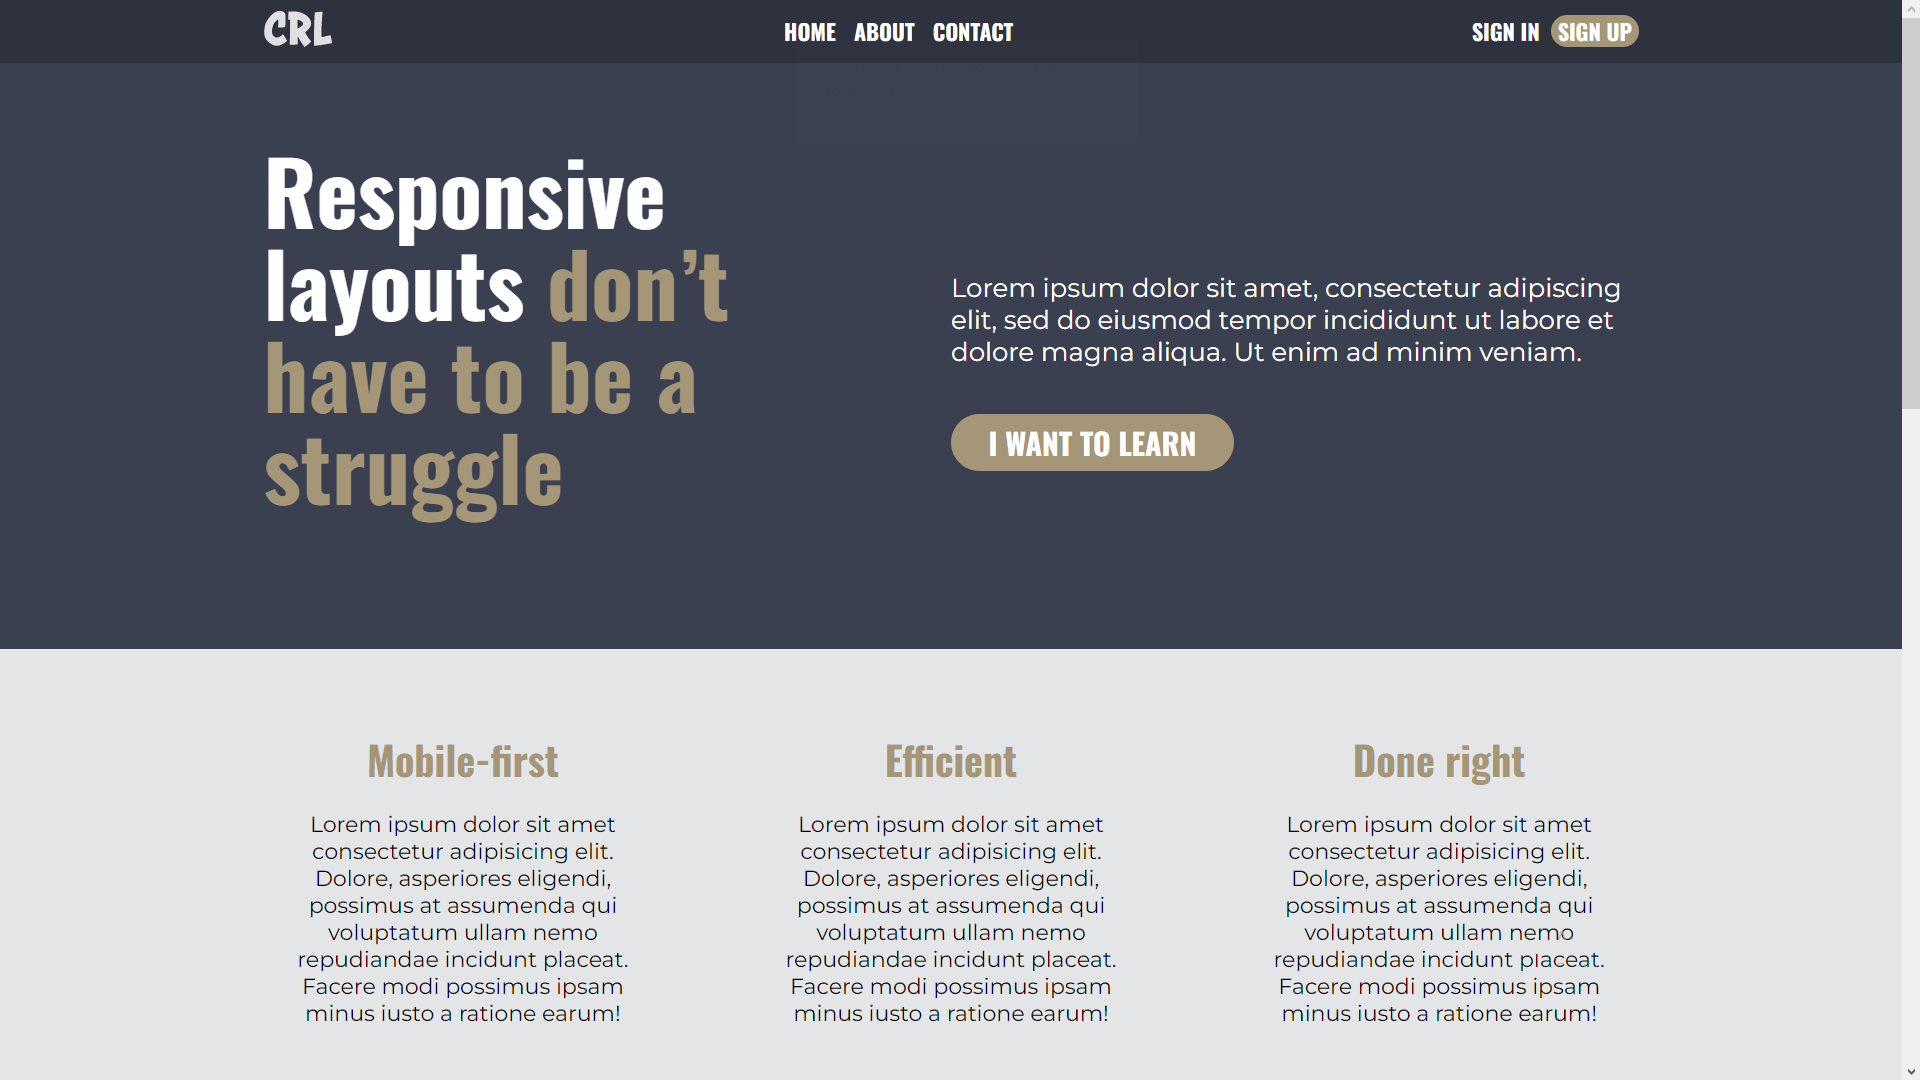 CRL
HOME ABOUT CONTACT
SIGN IN SIGN UP
Responsive
layouts don’t
have to be a
struggle
Lorem ipsum dolor sit amet, consectetur adipiscing
elit, sed do eiusmod tempor incididunt ut labore et
dolore magna aliqua. Ut enim ad minim veniam.
I WANT TO LEARN
Mobile-first
Lorem ipsum dolor sit amet
consectetur adipisicing elit.
Dolore, asperiores eligendi,
possimus at assumenda qui
voluptatum ullam nemo
repudiandae incidunt placeat.
Facere modi possimus ipsam
minus iusto a ratione earum!
Efficient
Lorem ipsum dolor sit amet
consectetur adipisicing elit.
Dolore, asperiores eligendi,
possimus at assumenda qui
voluptatum ullam nemo
repudiandae incidunt placeat.
Facere modi possimus ipsam
minus iusto a ratione earum!
Done right
Lorem ipsum dolor sit amet
consectetur adipisicing elit.
Dolore, asperiores eligendi,
possimus at assumenda qui
voluptatum ullam nemo
repudiandae incidunt placeat.
Facere modi possimus ipsam
minus iusto a ratione earum!